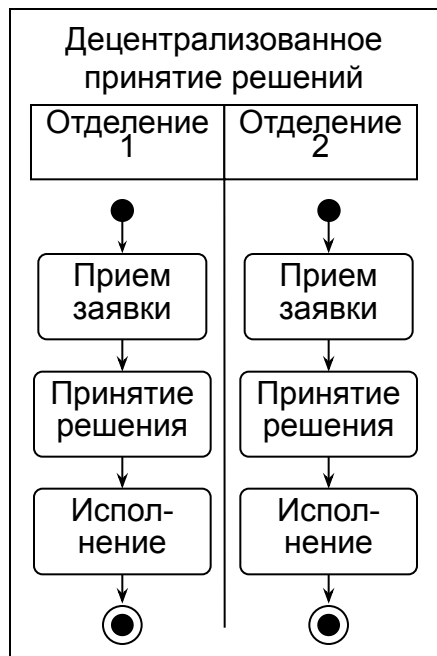 Децентрализованное
принятие решений
Отделение
1
Отделение
2
Прием
заявки
Прием
заявки
Принятие
решения
Принятие
решения
Испол-
нение
Испол-
нение